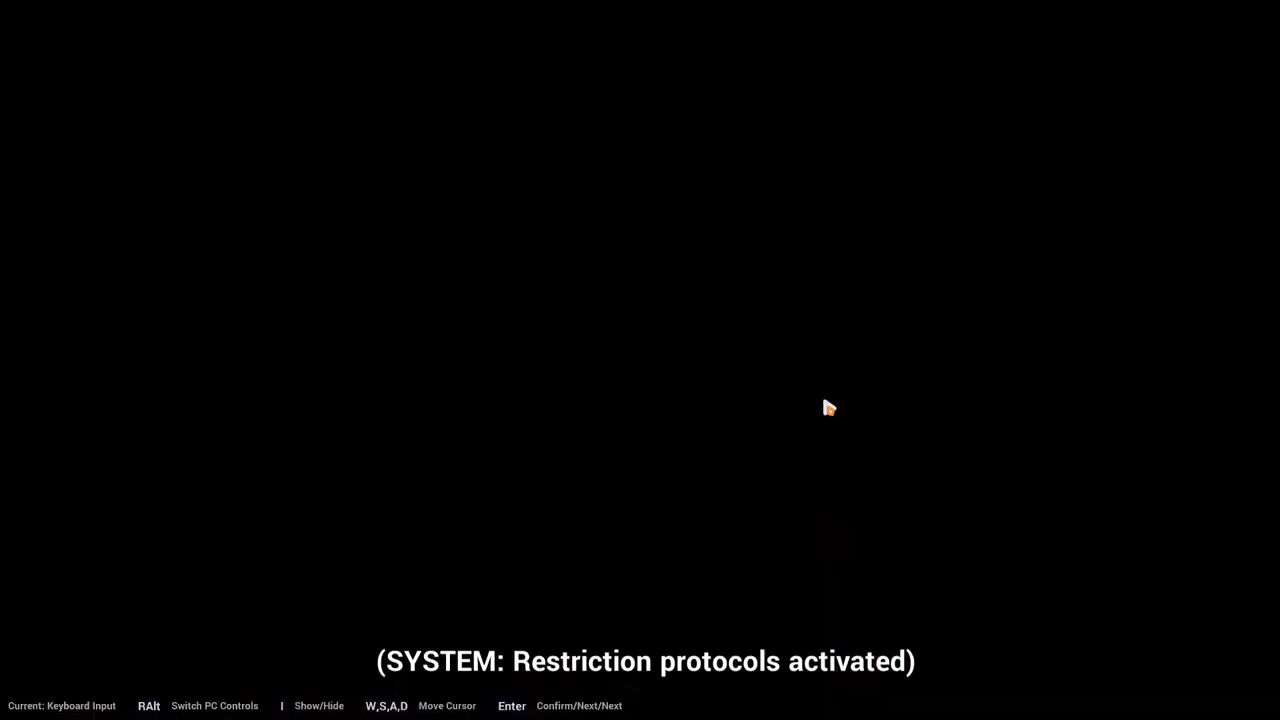 (SYSTEM: Restriction protocols activated)
Current: Keyboard Input RAlt Switch PC Controls I Show/Hide W,S,A,D Move Cursor Enter Confirm/Next/Next